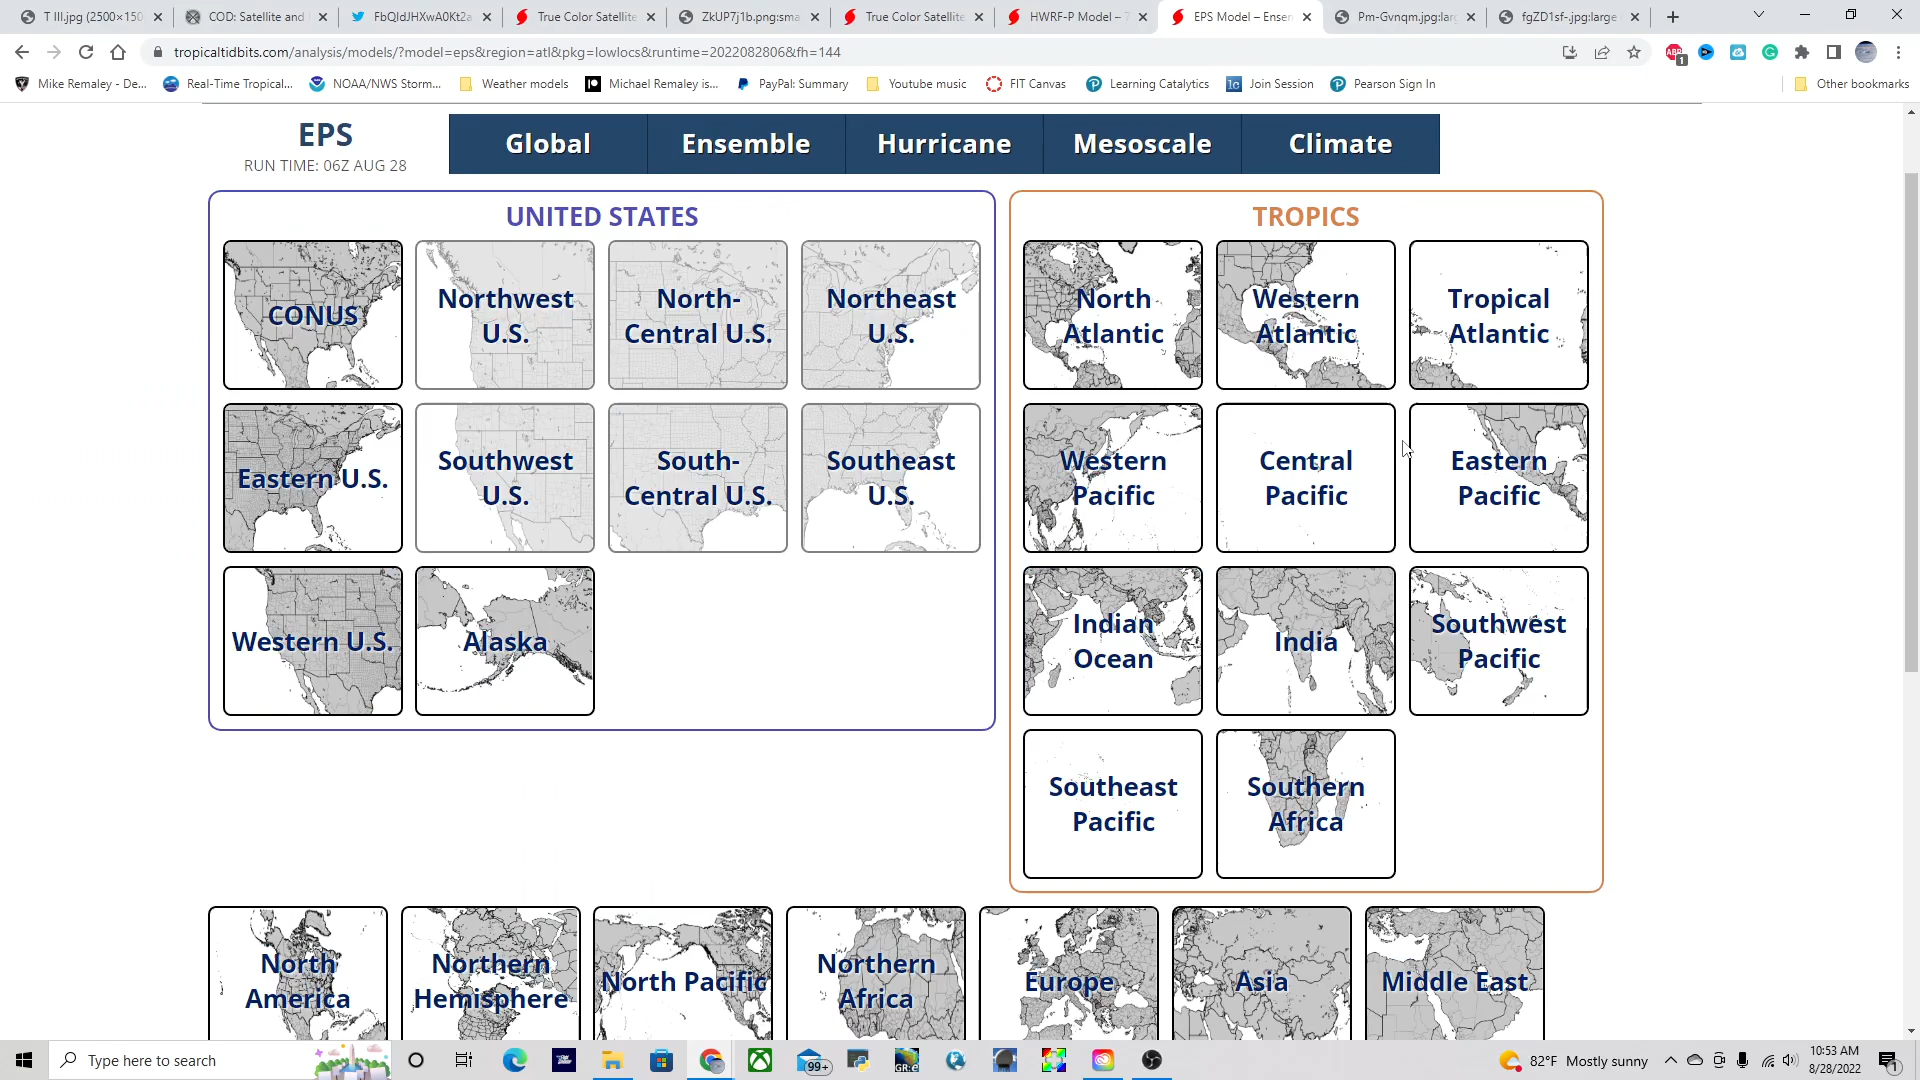 T III.jpg (2500×150
COD: Satellite and
FbQIdJHXwA0Kt2a
True Color Satellite
ZkUP7j1b.png:sma
True Color Satellite
HWRF-P Model –
EPS Model – Ensen
Pm-Gvnqm.jpg:larg
fgZD1sf-.jpg:large
tropicaltidbits.com/analysis/models/?model=eps&region=atl&pkg=lowlocs&runtime=2022082806&fh=144
Mike Remaley - De...
Real-Time Tropical...
NOAA/NWS Storm...
Weather models
Michael Remaley is...
PayPal: Summary
Youtube music
FIT Canvas
Learning Catalytics
Join Session
Pearson Sign In
Other bookmarks
EPS
RUN TIME: 06Z AUG 28
Global
Ensemble
Hurricane
Mesoscale
Climate
UNITED STATES
CONUS
Northwest
U.S.
North-
Central U.S.
Northeast
U.S.
Eastern U.S.
Southwest
U.S.
South-
Central U.S.
Southeast
U.S.
Western U.S.
Alaska
TROPICS
North
Atlantic
Western
Atlantic
Tropical
Atlantic
Western
Pacific
Central
Pacific
Eastern
Pacific
Indian
Ocean
India
Southwest
Pacific
Southeast
Pacific
Southern
Africa
North
America
Northern
Hemisphere
North Pacific
Northern
Africa
Europe
Asia
Middle East
Type here to search
99+
82°F Mostly sunny
10:53 AM
8/28/2022